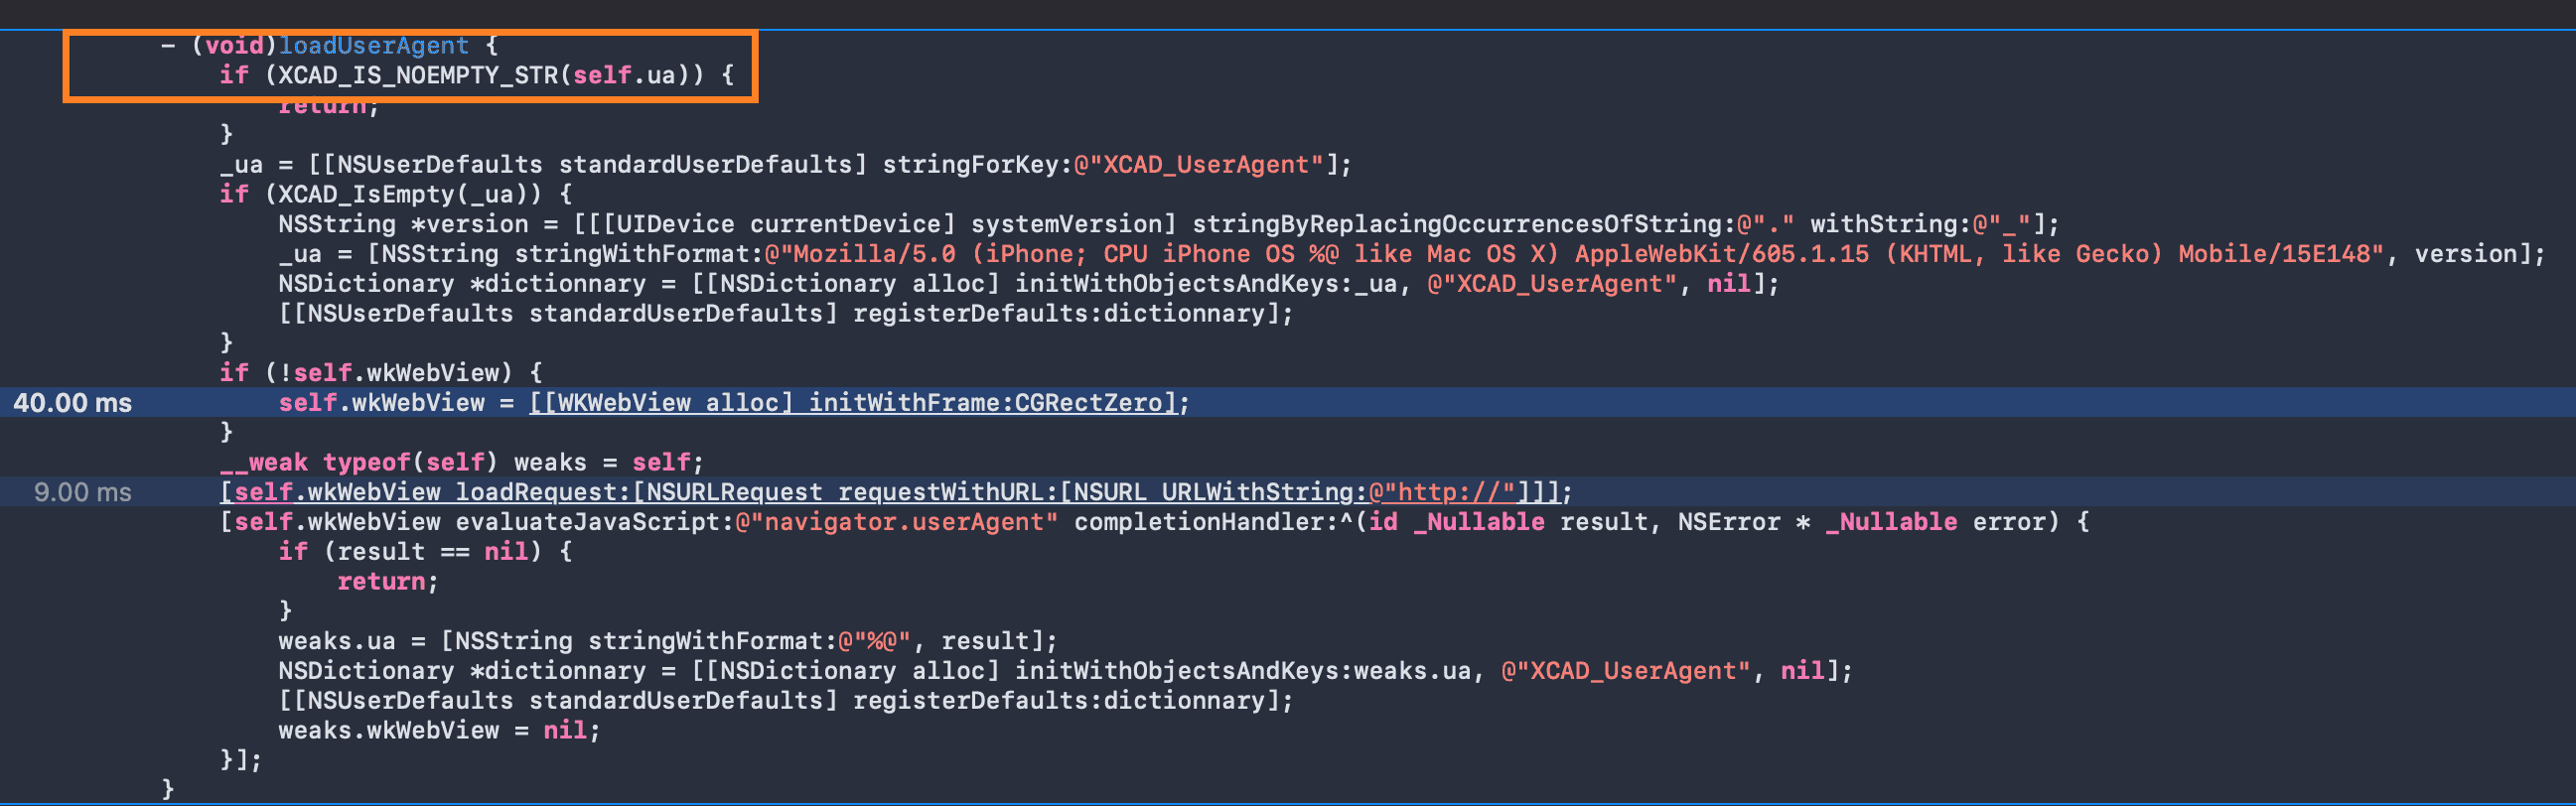 - (void)loadUserAgent {
if (XCAD_IS_NOEMPTY_STR(self.ua)) {
return;
}
_ua = [[NSUserDefaults standardUserDefaults] stringForKey:@"XCAD_UserAgent"];
if (XCAD_IsEmpty(_ua)) {
NSString *version = [[[UIDevice currentDevice] systemVersion] stringByReplacingOccurrencesOfString:@"." withString:@"_"];
_ua = [NSString stringWithFormat:@"Mozilla/5.0 (iPhone; CPU iPhone OS %@ like Mac OS X) AppleWebKit/605.1.15 (KHTML, like Gecko) Mobile/15E148", version];
NSDictionary *dictionnary = [[NSDictionary alloc] initWithObjectsAndKeys:_ua, @"XCAD_UserAgent", nil];
[[NSUserDefaults standardUserDefaults] registerDefaults:dictionnary];
}
if (!self.wkWebView) {
40.00 ms self.wkWebView = [[WKWebView alloc] initWithFrame:CGRectZero];
}
__weak typeof(self) weaks = self;
9.00 ms [self.wkWebView loadRequest:[NSURLRequest requestWithURL:[NSURL URLWithString:@"http://"]]];
[self.wkWebView evaluateJavaScript:@"navigator.userAgent" completionHandler:^(id _Nullable result, NSError * _Nullable error) {
if (result == nil) {
return;
}
weaks.ua = [NSString stringWithFormat:@"%@", result];
NSDictionary *dictionnary = [[NSDictionary alloc] initWithObjectsAndKeys:weaks.ua, @"XCAD_UserAgent", nil];
[[NSUserDefaults standardUserDefaults] registerDefaults:dictionnary];
weaks.wkWebView = nil;
}];
}